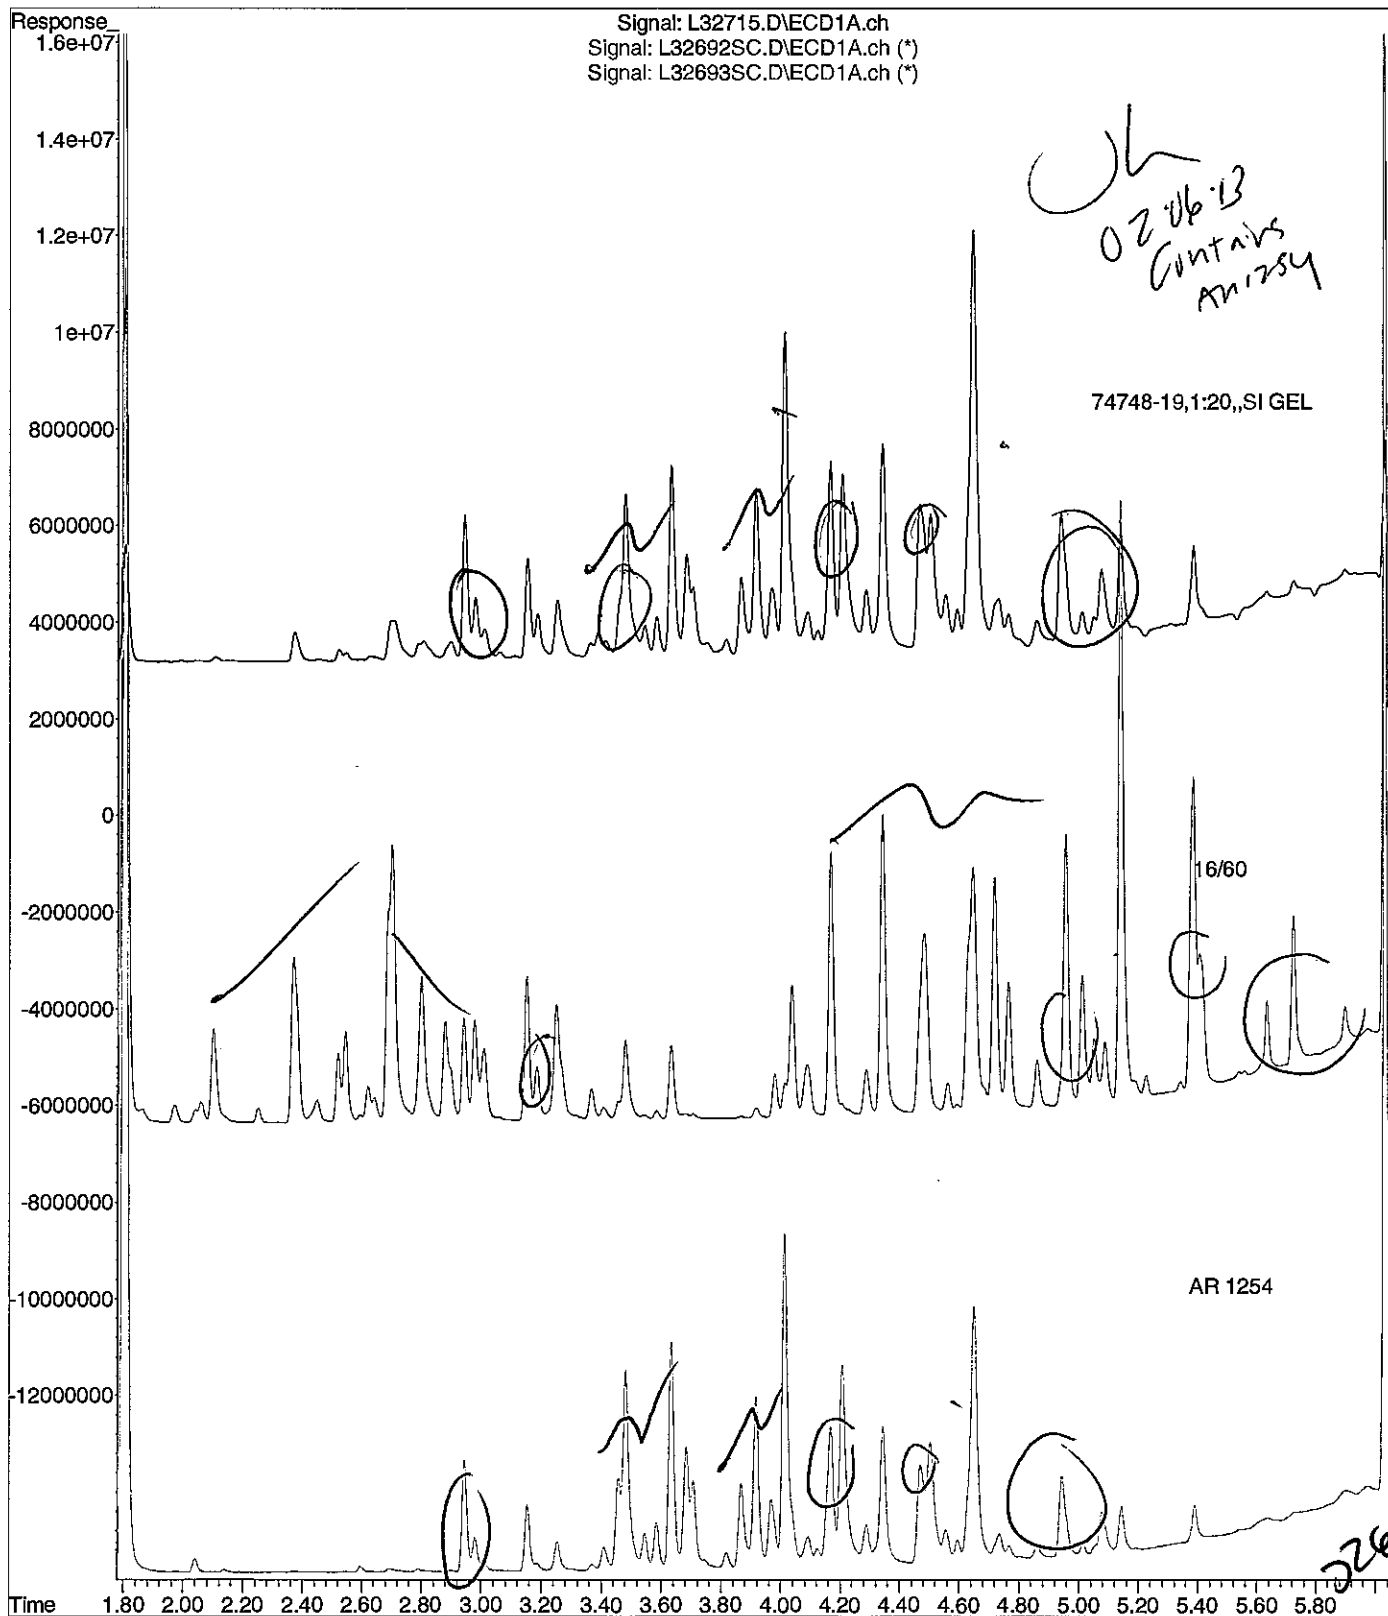 Response_
Signal: L32715.D\ECD1A.ch
Signal: L32692SC.D\ECD1A.ch (*)
Signal: L32693SC.D\ECD1A.ch (*)
1.6e+07
1.4e+07
1.2e+07
1e+07
8000000
6000000
4000000
2000000
0
-2000000
-4000000
-6000000
-8000000
-10000000
-12000000
02.06.13
Contains
AR1254
74748-19,1:20,,SI GEL
16/60
AR 1254
026
Time
1.80 2.00 2.20 2.40 2.60 2.80 3.00 3.20 3.40 3.60 3.80 4.00 4.20 4.40 4.60 4.80 5.00 5.20 5.40 5.60 5.80